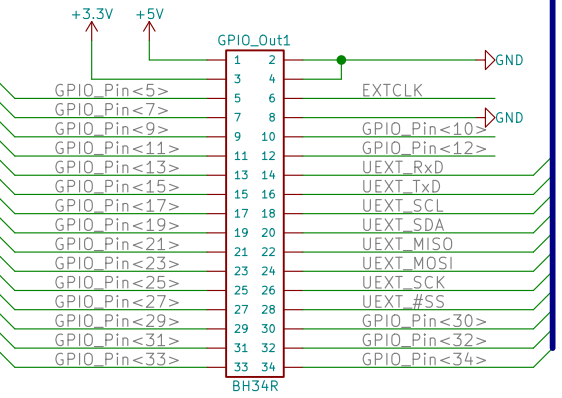 +3.3V +5V
GPIO_Out1
1 2 GND
3 4
GPIO_Pin<5> 5 6 EXTCLK
GPIO_Pin<7> 7 8 GND
GPIO_Pin<9> 9 10 GPIO_Pin<10>
GPIO_Pin<11> 11 12 GPIO_Pin<12>
GPIO_Pin<13> 13 14 UEXT_RxD
GPIO_Pin<15> 15 16 UEXT_TxD
GPIO_Pin<17> 17 18 UEXT_SCL
GPIO_Pin<19> 19 20 UEXT_SDA
GPIO_Pin<21> 21 22 UEXT_MISO
GPIO_Pin<23> 23 24 UEXT_MOSI
GPIO_Pin<25> 25 26 UEXT_SCK
GPIO_Pin<27> 27 28 UEXT_#SS
GPIO_Pin<29> 29 30 GPIO_Pin<30>
GPIO_Pin<31> 31 32 GPIO_Pin<32>
GPIO_Pin<33> 33 34 GPIO_Pin<34>
BH34R